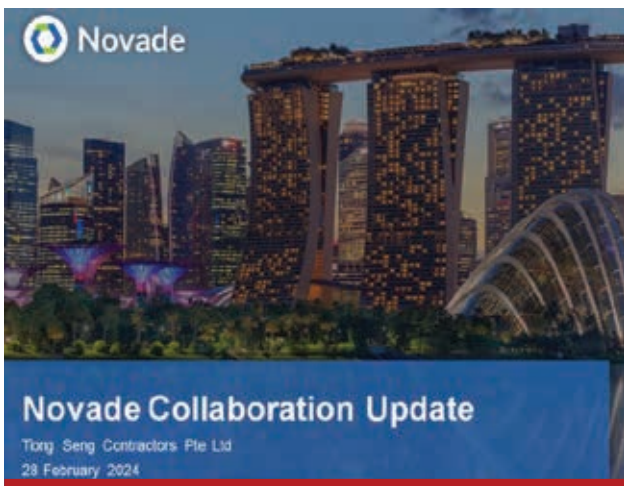 Novade
Novade Collaboration Update
Tiong Seng Contractors Pte Ltd
28 February 2024